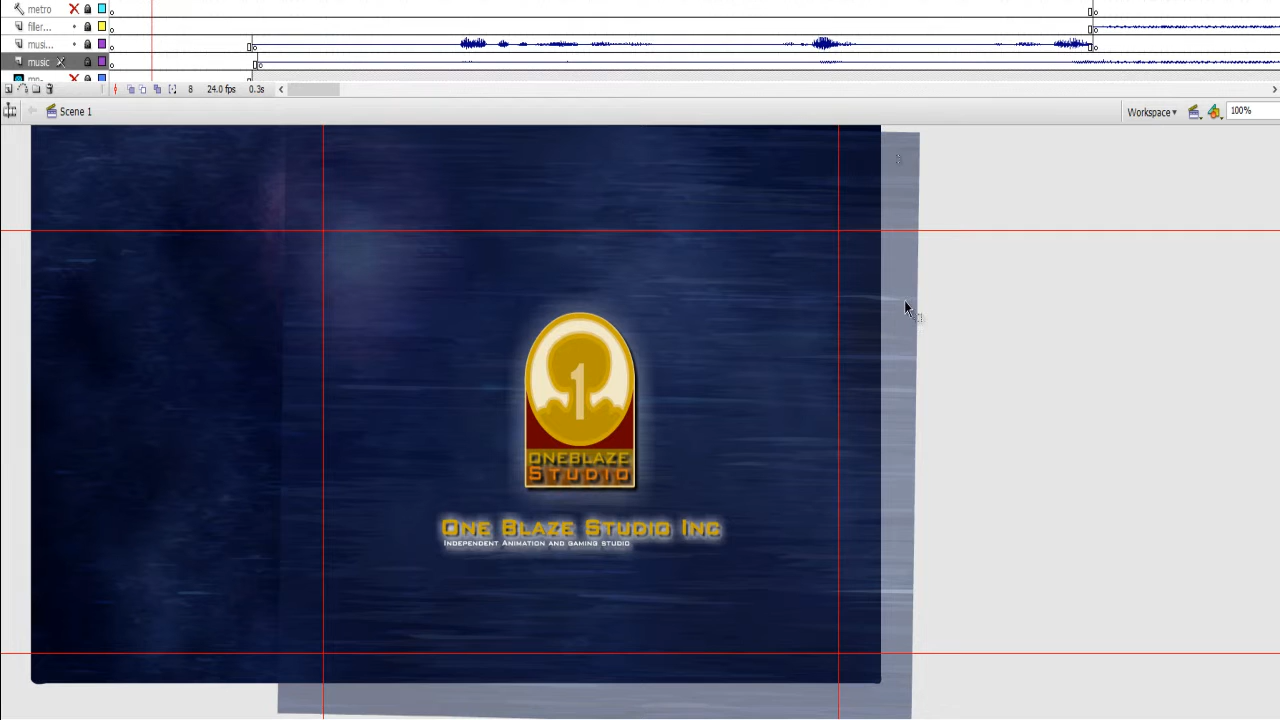 metro
filler...
musi...
music
8 24.0 fps 0.3s
Scene 1
Workspace
100%
1
ONEBLAZE
STUDIO
One Blaze Studio Inc
Independent Animation and gaming studio